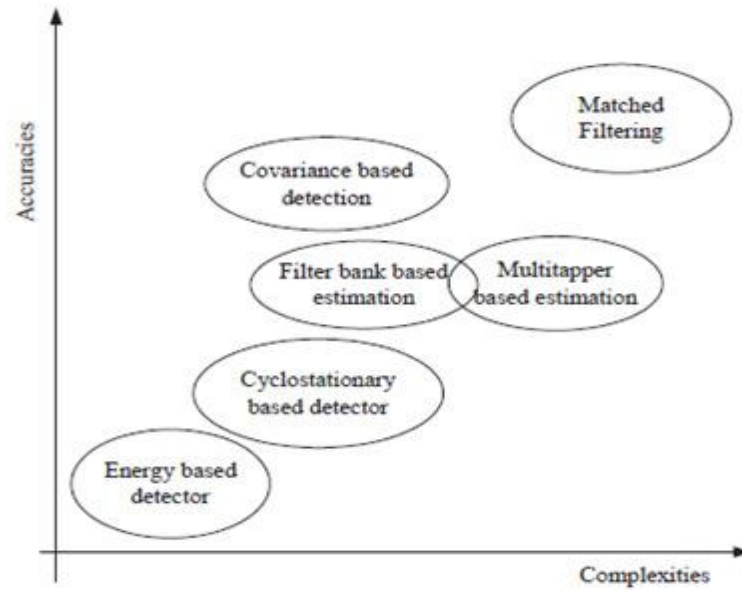 Accuracies
Matched
Filtering
Covariance based
detection
Filter bank based
estimation
Multitapper
based estimation
Cyclostationary
based detector
Energy based
detector
Complexities